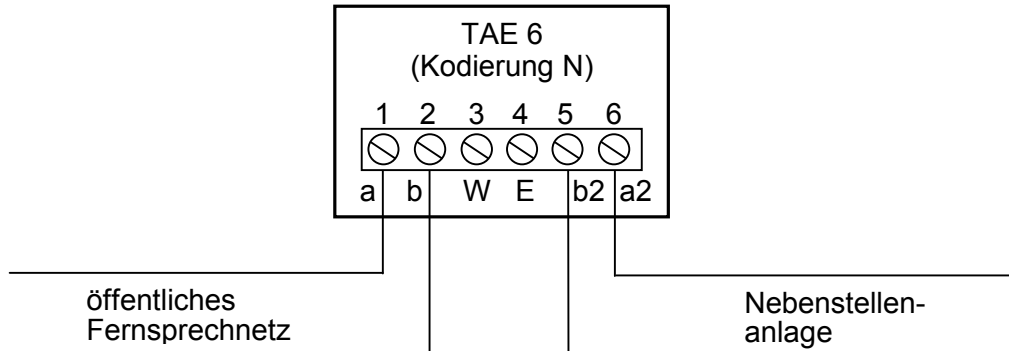 TAE 6
(Kodierung N)
1 2 3 4 5 6
a b W E b2 a2
öffentliches
Fernsprechnetz
Nebenstellen-
anlage